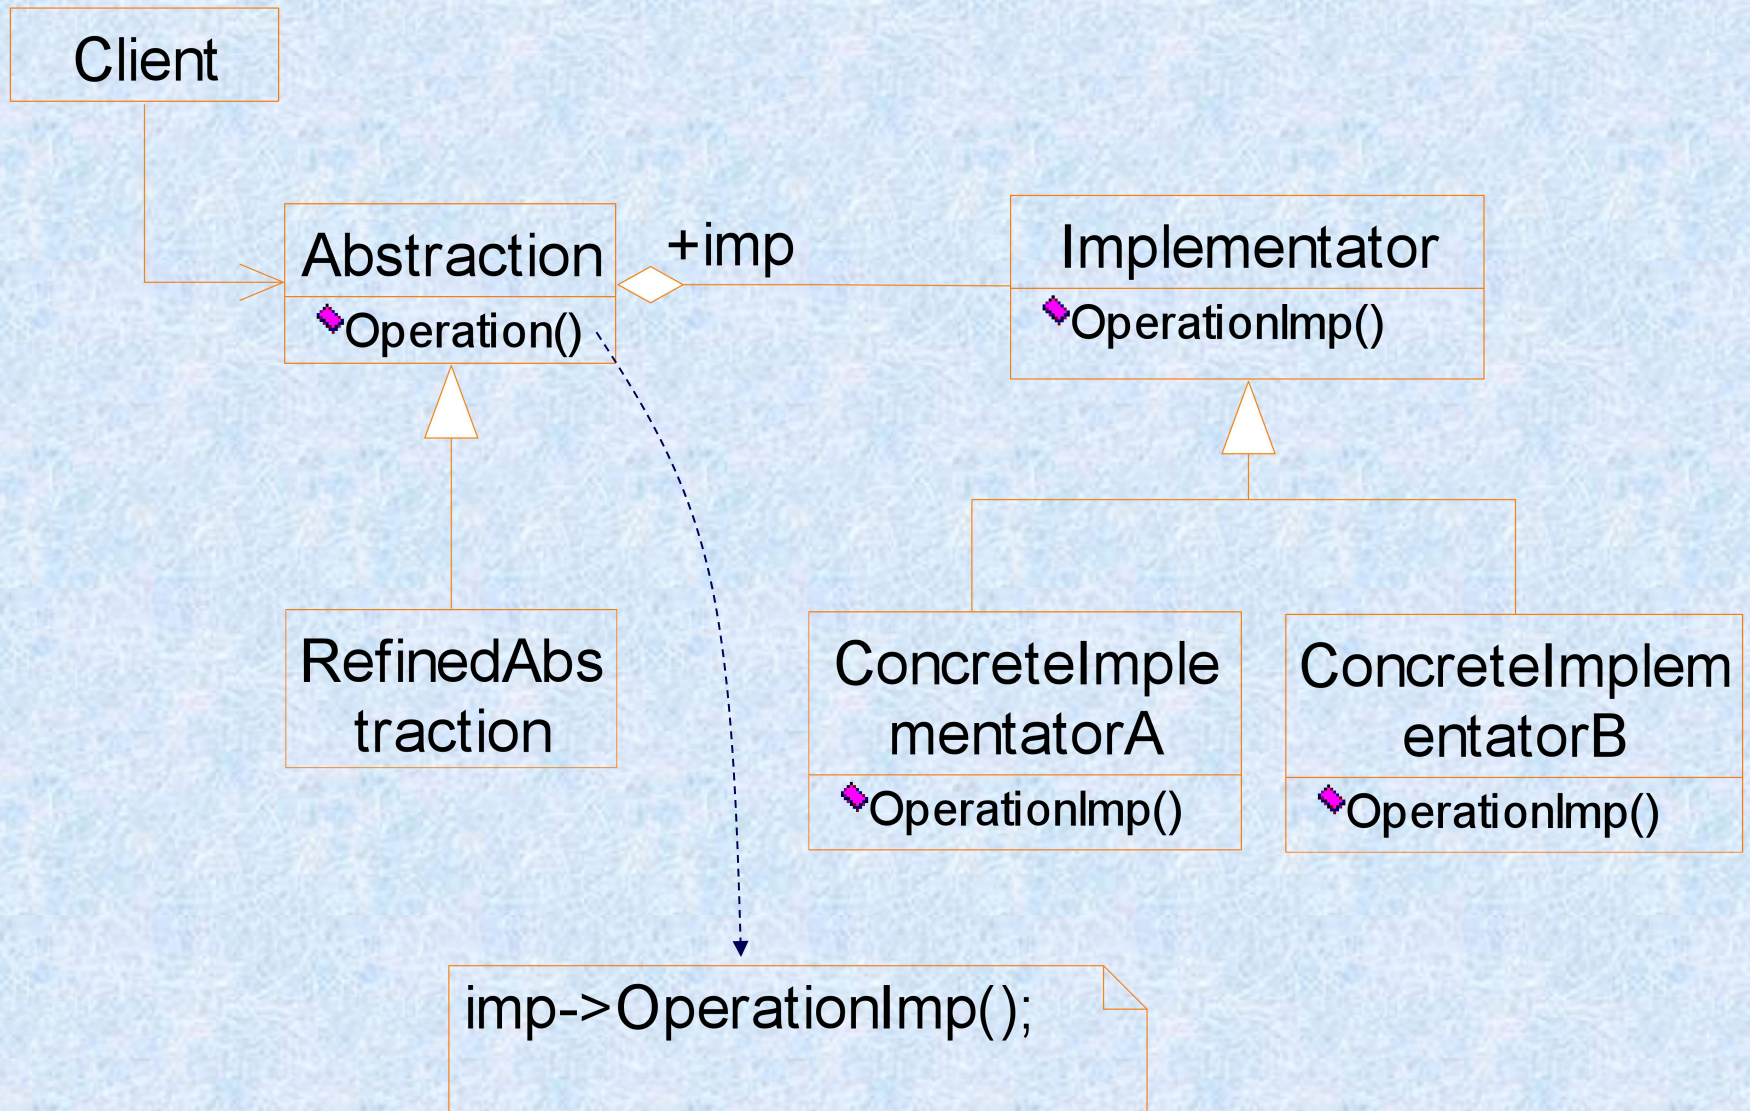 Client
Abstraction
Operation()
+imp
Implementator
OperationImp()
RefinedAbs
traction
ConcreteImple
mentatorA
OperationImp()
ConcreteImplem
entatorB
OperationImp()
imp->OperationImp();